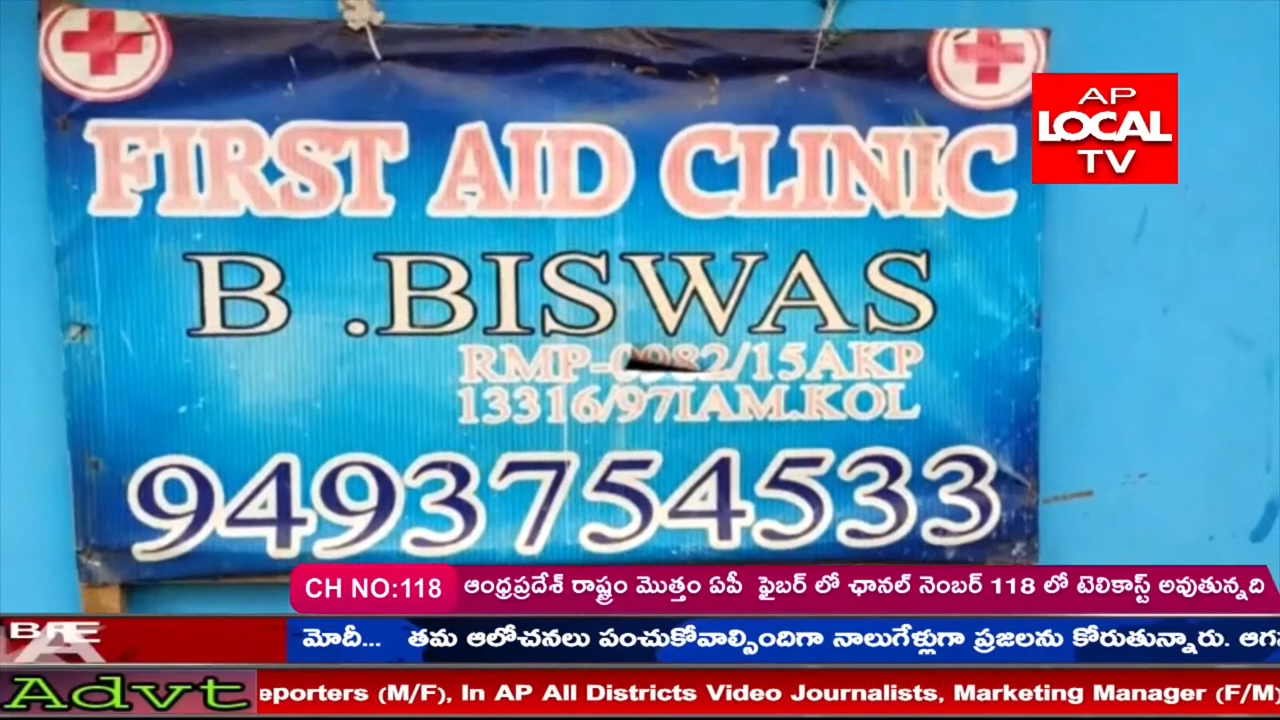 FIRST AID CLINIC
AP
LOCAL
TV
B .BISWAS
RMP-0982/15AKP
13316/97IAM.KOL
9493754533
CH NO:118 ఆంధ్రప్రదేశ్ రాష్ట్రం మొత్తం ఏపీ ఫైబర్ లో ఛానల్ నెంబర్ 118 లో టెలికాస్ట్ అవుతున్నది
మోదీ... తమ ఆలోచనలు పంచుకోవాల్సిందిగా నాలుగేళ్లుగా ప్రజలను కోరుతున్నారు.
Advt eporters (M/F), In AP All Districts Video Journalists, Marketing Manager (F/M)